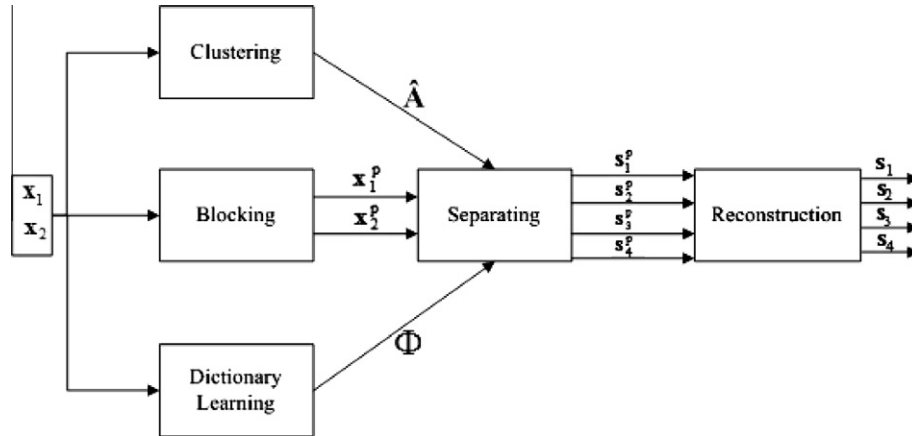 Clustering
Â
x₁
x₂
Blocking
x₁ᵖ
x₂ᵖ
Separating
s₁ᵖ
s₂ᵖ
s₃ᵖ
s₄ᵖ
Reconstruction
s₁
s₂
s₃
s₄
Φ
Dictionary
Learning